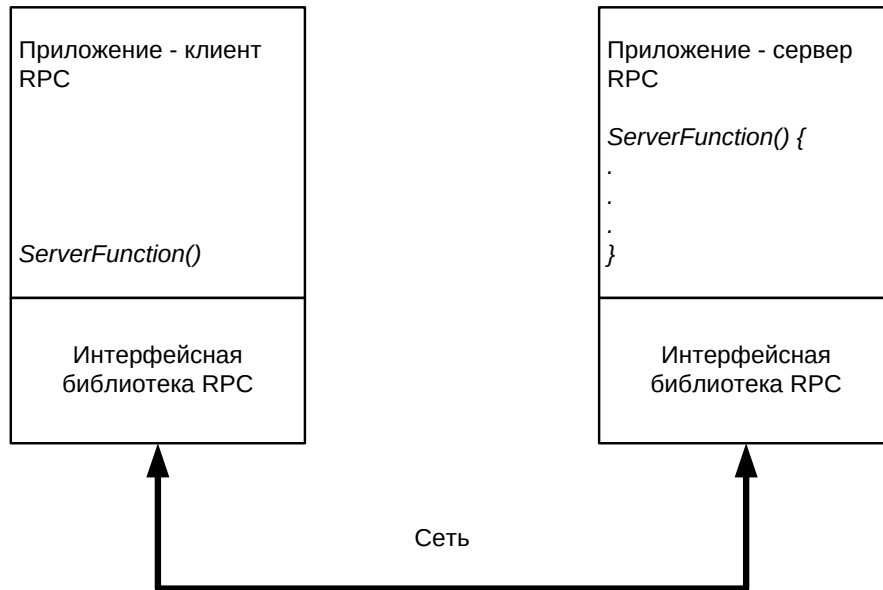 Приложение - клиент
RPC
ServerFunction()
Интерфейсная
библиотека RPC
Приложение - сервер
RPC
ServerFunction() {
.
.
.
}
Интерфейсная
библиотека RPC
Сеть